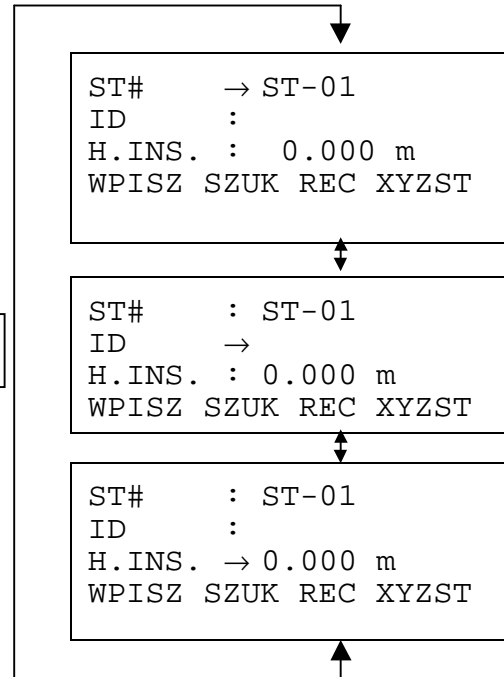 ST# → ST-01
ID :
H.INS. : 0.000 m
WPISZ SZUK REC XYZST
ST# : ST-01
ID →
H.INS. : 0.000 m
WPISZ SZUK REC XYZST
ST# : ST-01
ID :
H.INS. → 0.000 m
WPISZ SZUK REC XYZST